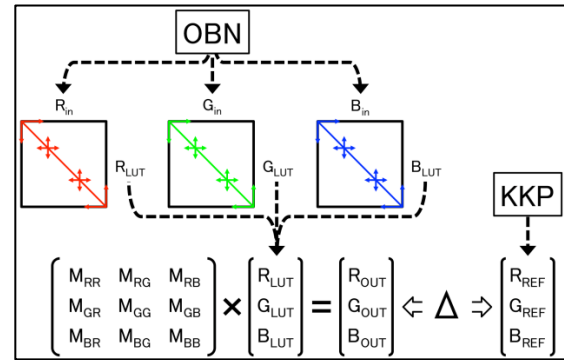 OBN
R_in G_in B_in
R_LUT G_LUT B_LUT
KKP
M_RR M_RG M_RB R_LUT R_OUT R_REF
M_GR M_GG M_GB × G_LUT = G_OUT ⇦ Δ ⇨ G_REF
M_BR M_BG M_BB B_LUT B_OUT B_REF